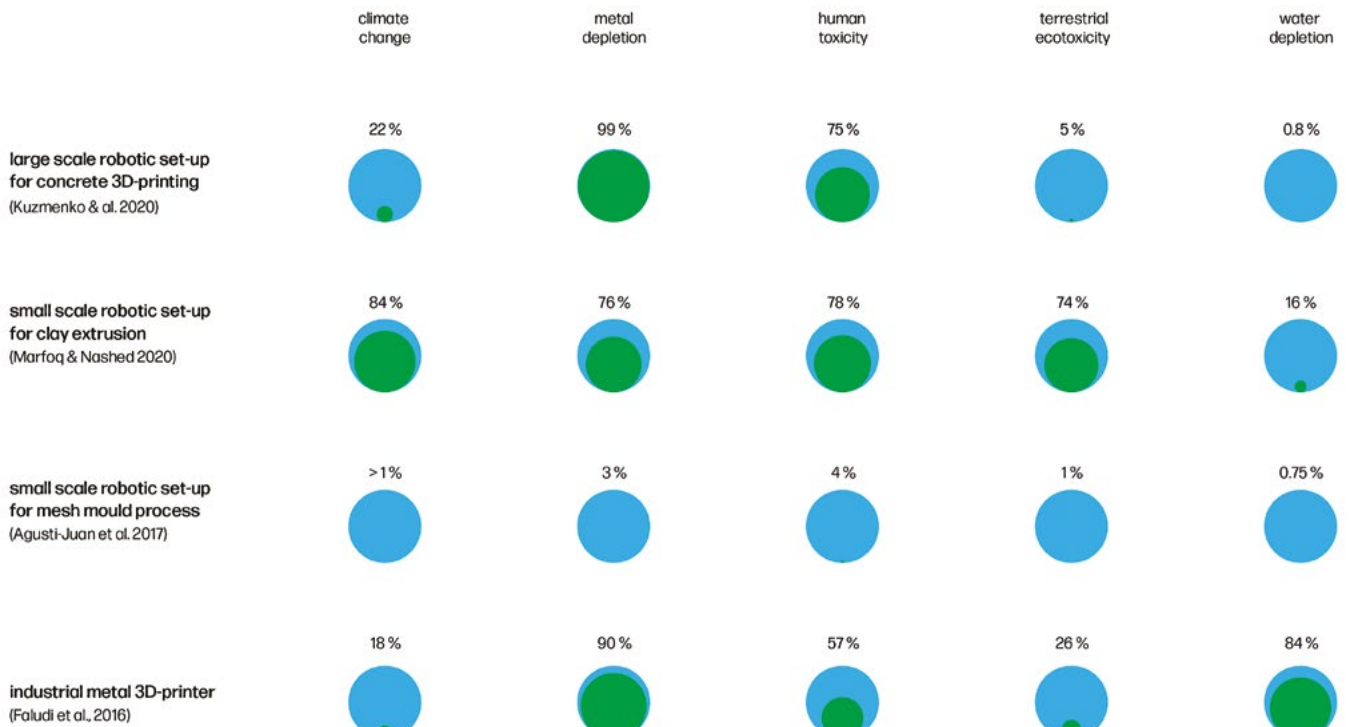 climate
change
metal
depletion
human
toxicity
terrestrial
ecotoxicity
water
depletion
22 %
99 %
75 %
5 %
0.8 %
large scale robotic set-up
for concrete 3D-printing
(Kuzmenko & al. 2020)
84 %
76 %
78 %
74 %
16 %
small scale robotic set-up
for clay extrusion
(Marfoq & Nashed 2020)
>1 %
3 %
4 %
1 %
0.75 %
small scale robotic set-up
for mesh mould process
(Agusti-Juan et al. 2017)
18 %
90 %
57 %
26 %
84 %
industrial metal 3D-printer
(Faludi et al., 2016)